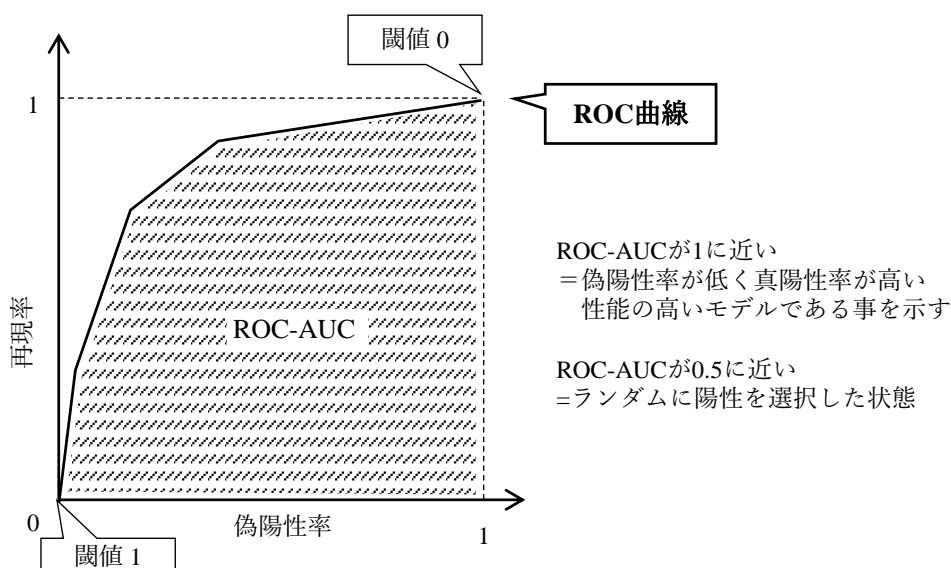 閾値 0
1
ROC曲線
ROC-AUCが1に近い
＝偽陽性率が低く真陽性率が高い
性能の高いモデルである事を示す
再現率
ROC-AUC
ROC-AUCが0.5に近い
=ランダムに陽性を選択した状態
0
偽陽性率
1
閾値 1